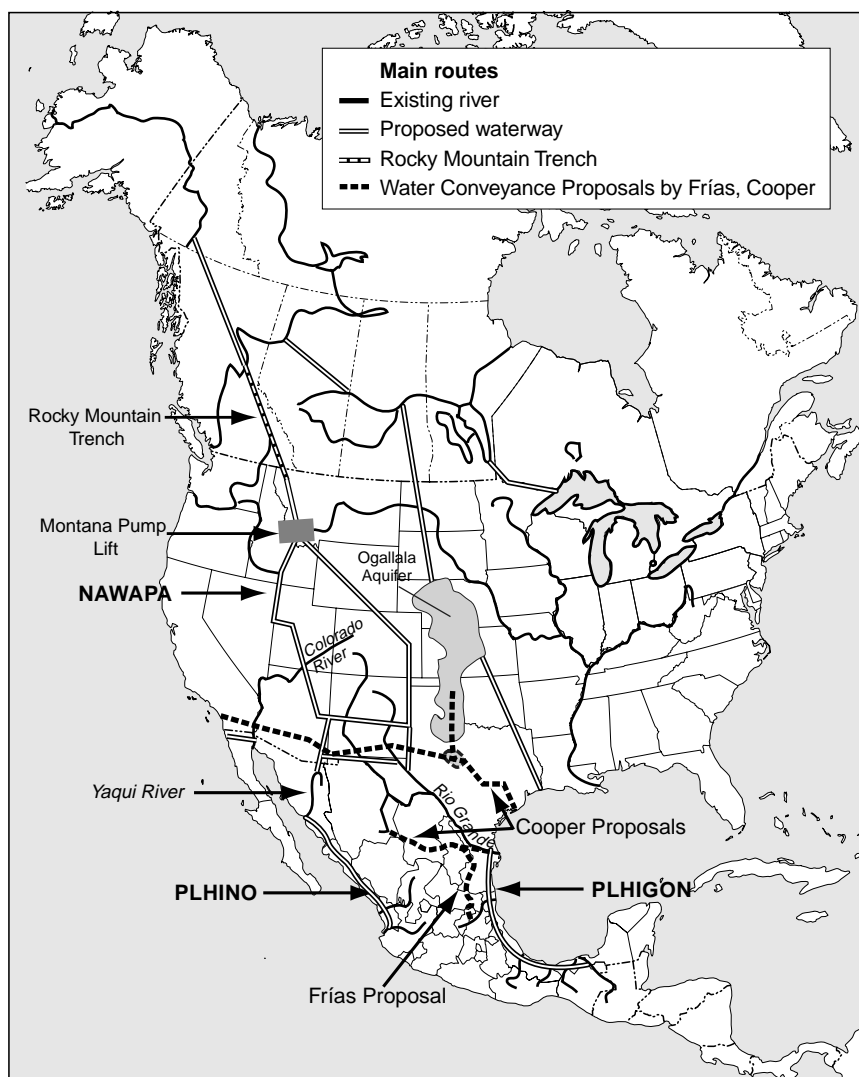 Main routes
Existing river
Proposed waterway
Rocky Mountain Trench
Water Conveyance Proposals by Frías, Cooper
Rocky Mountain
Trench
Montana Pump
Lift
Ogallala
Aquifer
NAWAPA
Colorado
River
Yaqui River
Rio Grande
Cooper Proposals
PLHINO
PLHIGON
Frías Proposal